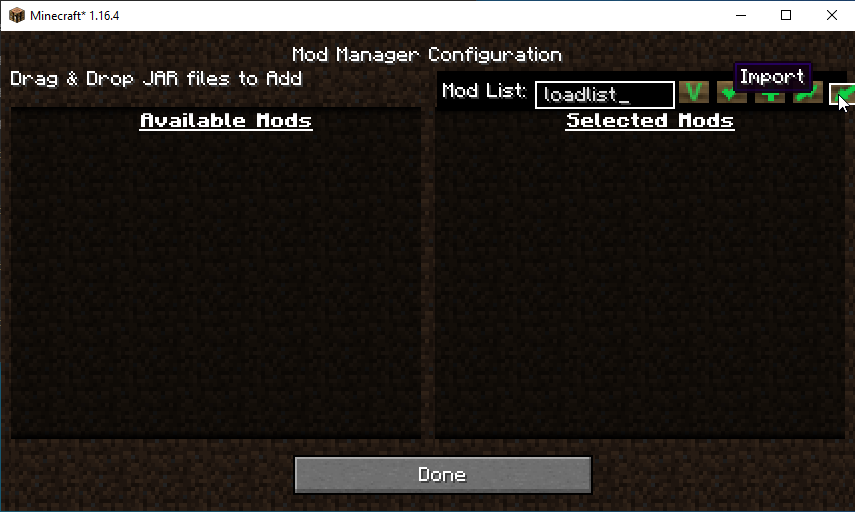 Minecraft* 1.16.4
Mod Manager Configuration
Drag & Drop JAR files to Add
Import
Mod List: loadlist_
Available Mods
Selected Mods
Done